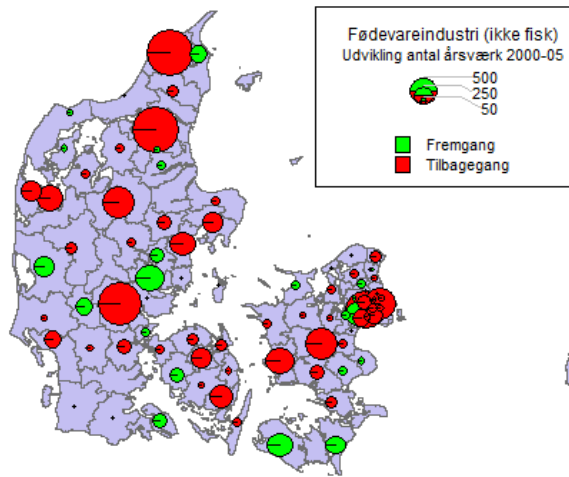 Fødevareindustri (ikke fisk)
Udvikling antal årsværk 2000-05
500
250
50
Fremgang
Tilbagegang